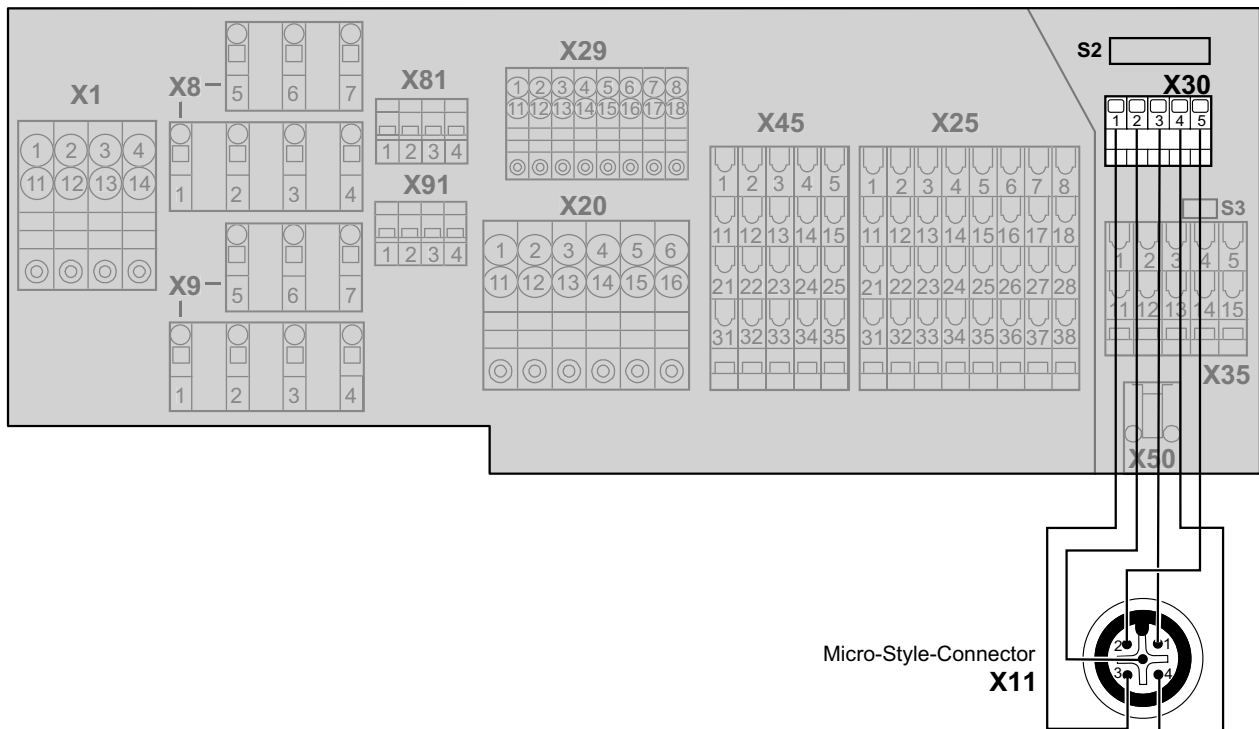 S2
X30
1 2 3 4 5
X1
1 2 3 4
11 12 13 14
X8
5 6 7
1 2 3 4
X9
5 6 7
1 2 3 4
X81
1 2 3 4
X91
1 2 3 4
X29
1 2 3 4 5 6 7 8
11 12 13 14 15 16 17 18
X20
1 2 3 4 5 6
11 12 13 14 15 16
X45
1 2 3 4 5
11 12 13 14 15
21 22 23 24 25
31 32 33 34 35
X25
1 2 3 4 5 6 7 8
11 12 13 14 15 16 17 18
21 22 23 24 25 26 27 28
31 32 33 34 35 36 37 38
S3
1 2 3 4 5
11 12 13 14 15
X35
X50
Micro-Style-Connector
X11
2 1
3 4